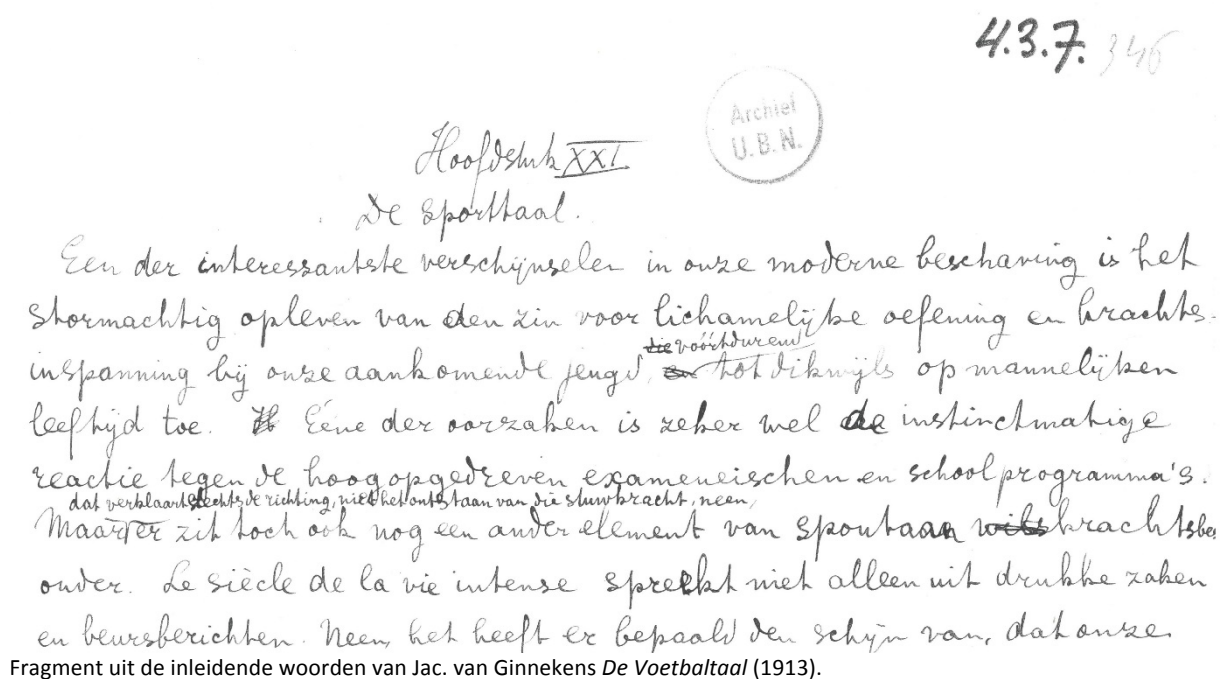 4.3.7. 346
Archief
U.B.N.
Hoofdstuk XXI
De Sporttaal.
Een der interessantste verschijnselen in onze moderne beschaving is het
stormachtig opleven van den zin voor lichamelijke oefening en krachts-
die voortdurend
inspanning bij onze aankomende jeugd, en tot dikwijls op mannelijken
leeftijd toe. Eéne der oorzaken is zeker wel de instinctmatige
reactie tegen de hoogopgedreven exameneischen en schoolprogramma's.
dat verklaart slechts de richting, niet het ontstaan van die stuwkracht, neen,
Maar er zit toch ook nog een ander element van spontaan wils krachtsbe
onder. Le siècle de la vie intense spreekt niet alleen uit drukke zaken
en beursberichten. Neen, het heeft er bepaald den schijn van, dat onze
Fragment uit de inleidende woorden van Jac. van Ginnekens De Voetbaltaal (1913).